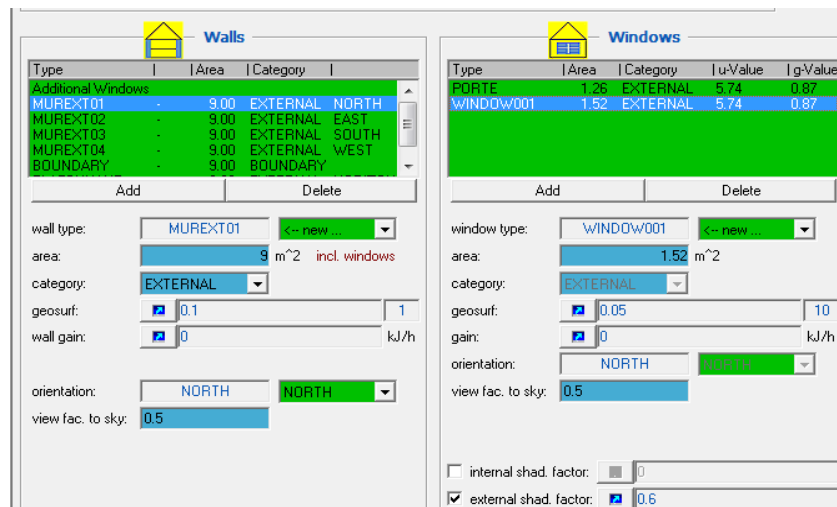 Walls
Type | | Area | Category |
Additional Windows
MUREXT01 - 9.00 EXTERNAL NORTH
MUREXT02 - 9.00 EXTERNAL EAST
MUREXT03 - 9.00 EXTERNAL SOUTH
MUREXT04 - 9.00 EXTERNAL WEST
BOUNDARY - 9.00 BOUNDARY
Add Delete
wall type: MUREXT01 <-- new ...
area: 9 m^2 incl. windows
category: EXTERNAL
geosurf: 0.1 1
wall gain: 0 kJ/h
orientation: NORTH NORTH
view fac. to sky: 0.5
Windows
Type | Area | Category | u-Value | g-Value
PORTE 1.26 EXTERNAL 5.74 0.87
WINDOW001 1.52 EXTERNAL 5.74 0.87
Add Delete
window type: WINDOW001 <-- new ...
area: 1.52 m^2
category: EXTERNAL
geosurf: 0.05 10
gain: 0 kJ/h
orientation: NORTH
view fac. to sky: 0.5
internal shad. factor: 0
external shad. factor: 0.6